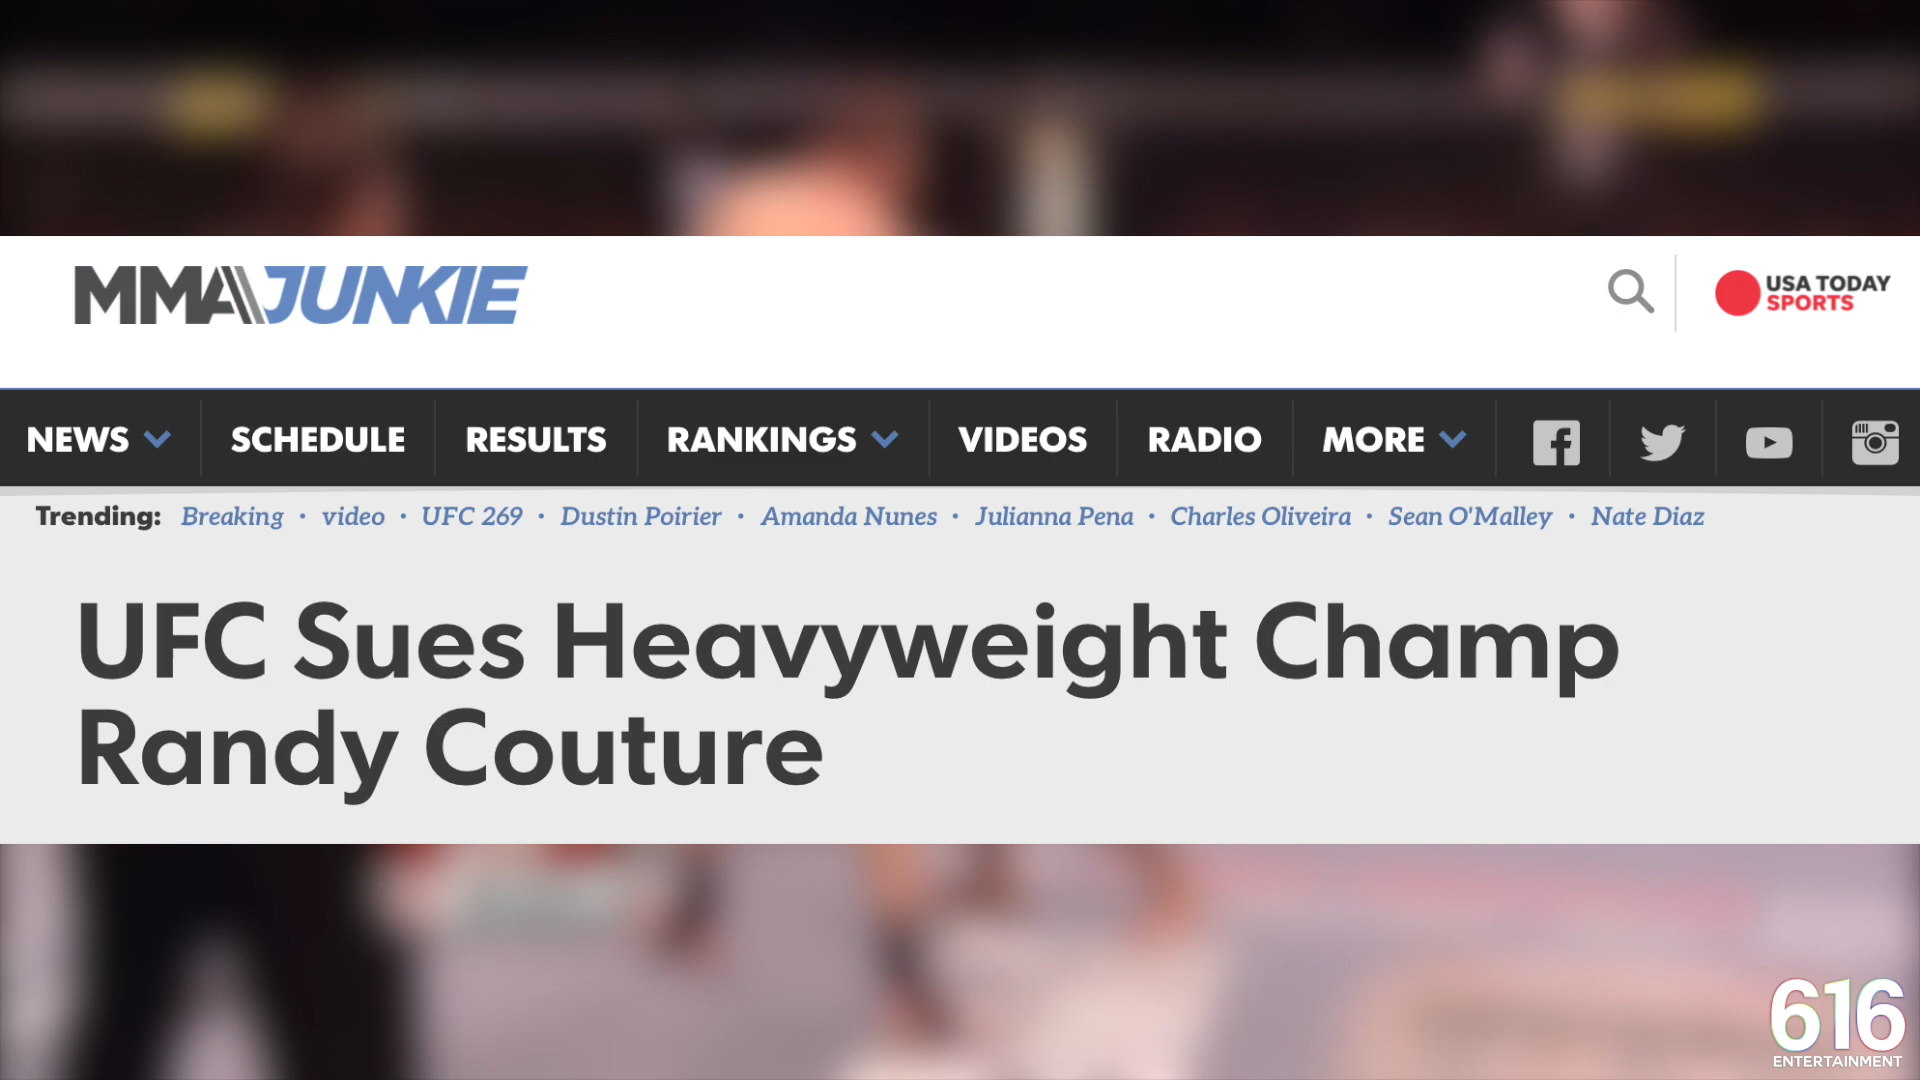 MMAJUNKIE
USA TODAY
SPORTS
NEWS SCHEDULE RESULTS RANKINGS VIDEOS RADIO MORE
Trending: Breaking · video · UFC 269 · Dustin Poirier · Amanda Nunes · Julianna Pena · Charles Oliveira · Sean O'Malley · Nate Diaz
UFC Sues Heavyweight Champ
Randy Couture
616
ENTERTAINMENT